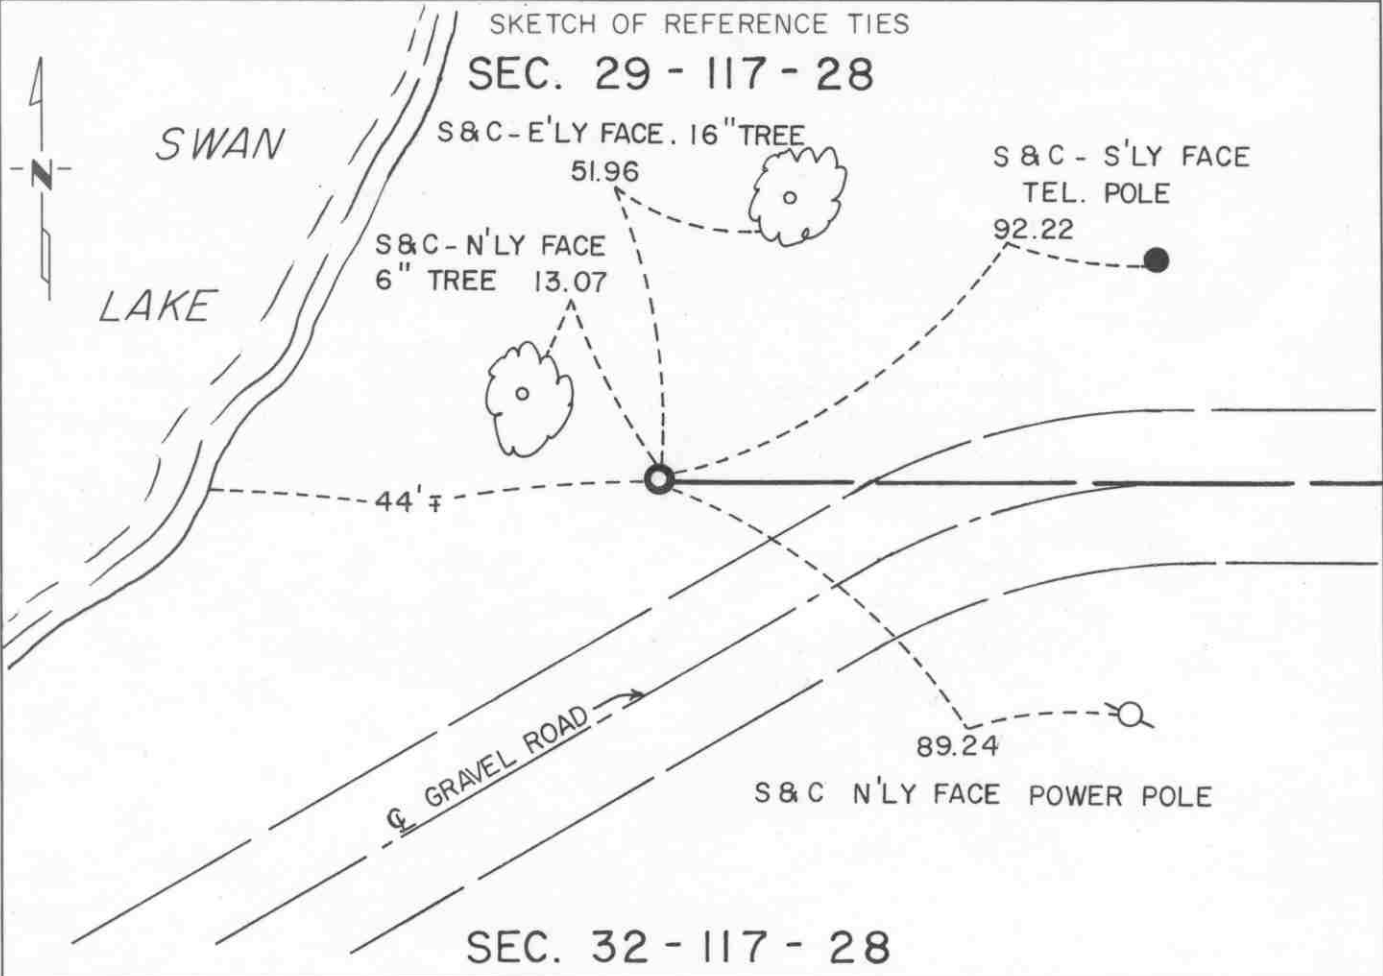 SKETCH OF REFERENCE TIES
SEC. 29 - 117 - 28
S&C - E'LY FACE. 16" TREE
51.96
SWAN
S&C - S'LY FACE
TEL. POLE
92.22
N
S&C - N'LY FACE
6" TREE 13.07
LAKE
44' ∓
89.24
℄ GRAVEL ROAD
S&C N'LY FACE POWER POLE
SEC. 32 - 117 - 28